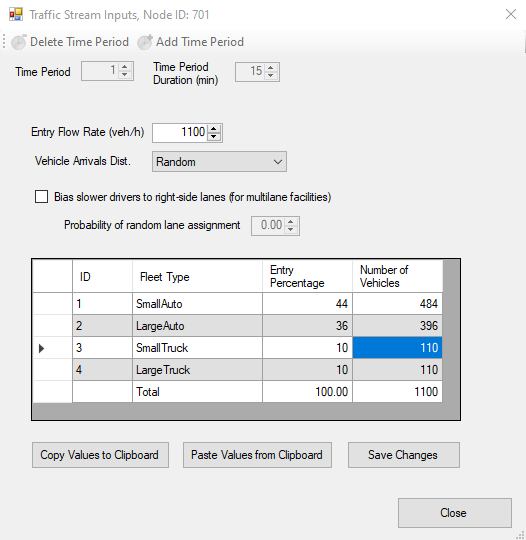 Traffic Stream Inputs, Node ID: 701
Delete Time Period Add Time Period
Time Period 1 Time Period Duration (min) 15
Entry Flow Rate (veh/h) 1100
Vehicle Arrivals Dist. Random
Bias slower drivers to right-side lanes (for multilane facilities)
Probability of random lane assignment 0.00
ID Fleet Type Entry Percentage Number of Vehicles
1 SmallAuto 44 484
2 LargeAuto 36 396
3 SmallTruck 10 110
4 LargeTruck 10 110
Total 100.00 1100
Copy Values to Clipboard Paste Values from Clipboard Save Changes
Close